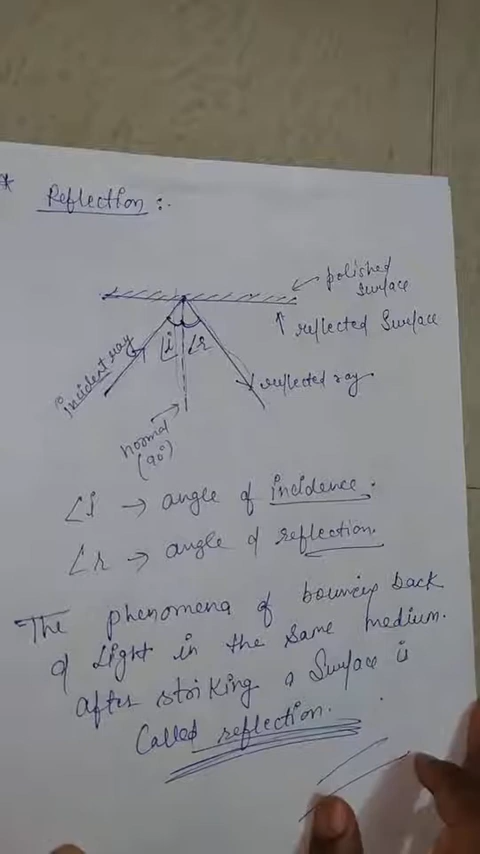 * Reflection :.
polished
surface
reflected Surface
incident ray
∠i ∠r
reflected ray.
normal
(90°)
∠i → angle of incidence.
∠r → angle of reflection.
The phenomena of bouncing back
of light in the same medium.
after striking a Surface is
Called reflection.